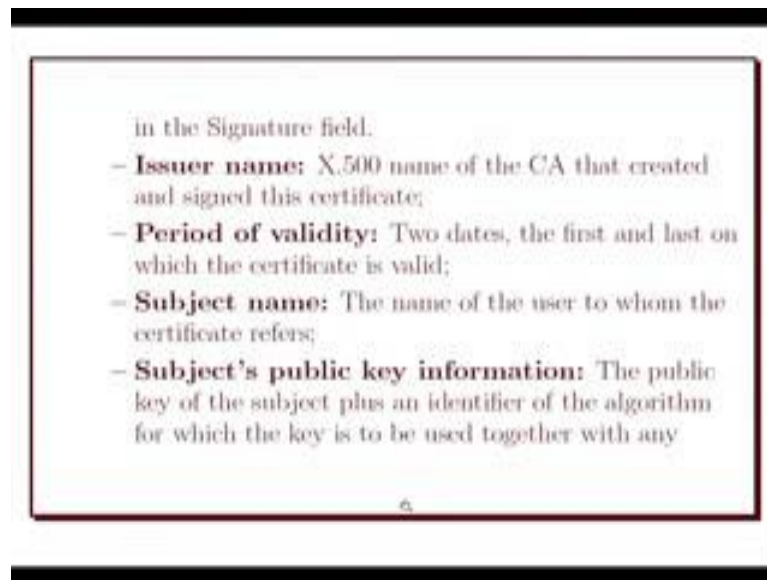 in the Signature field.
– Issuer name: X.500 name of the CA that created
and signed this certificate;
– Period of validity: Two dates, the first and last on
which the certificate is valid;
– Subject name: The name of the user to whom the
certificate refers;
– Subject's public key information: The public
key of the subject plus an identifier of the algorithm
for which the key is to be used together with any